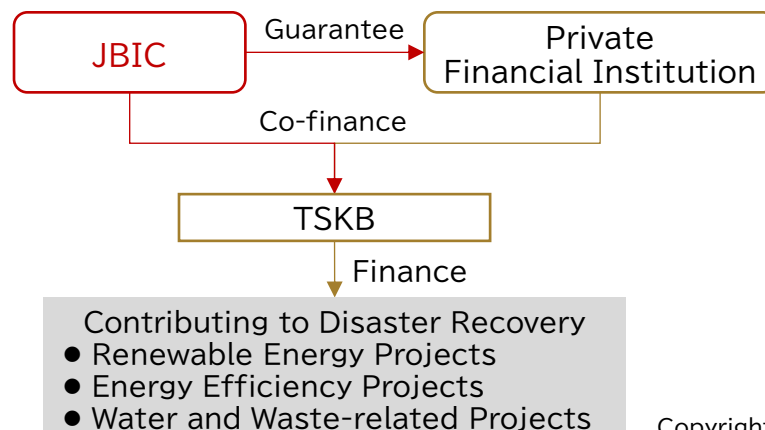 Guarantee
JBIC
Private
Financial Institution
Co-finance
TSKB
Finance
Contributing to Disaster Recovery
● Renewable Energy Projects
● Energy Efficiency Projects
● Water and Waste-related Projects
Copyright